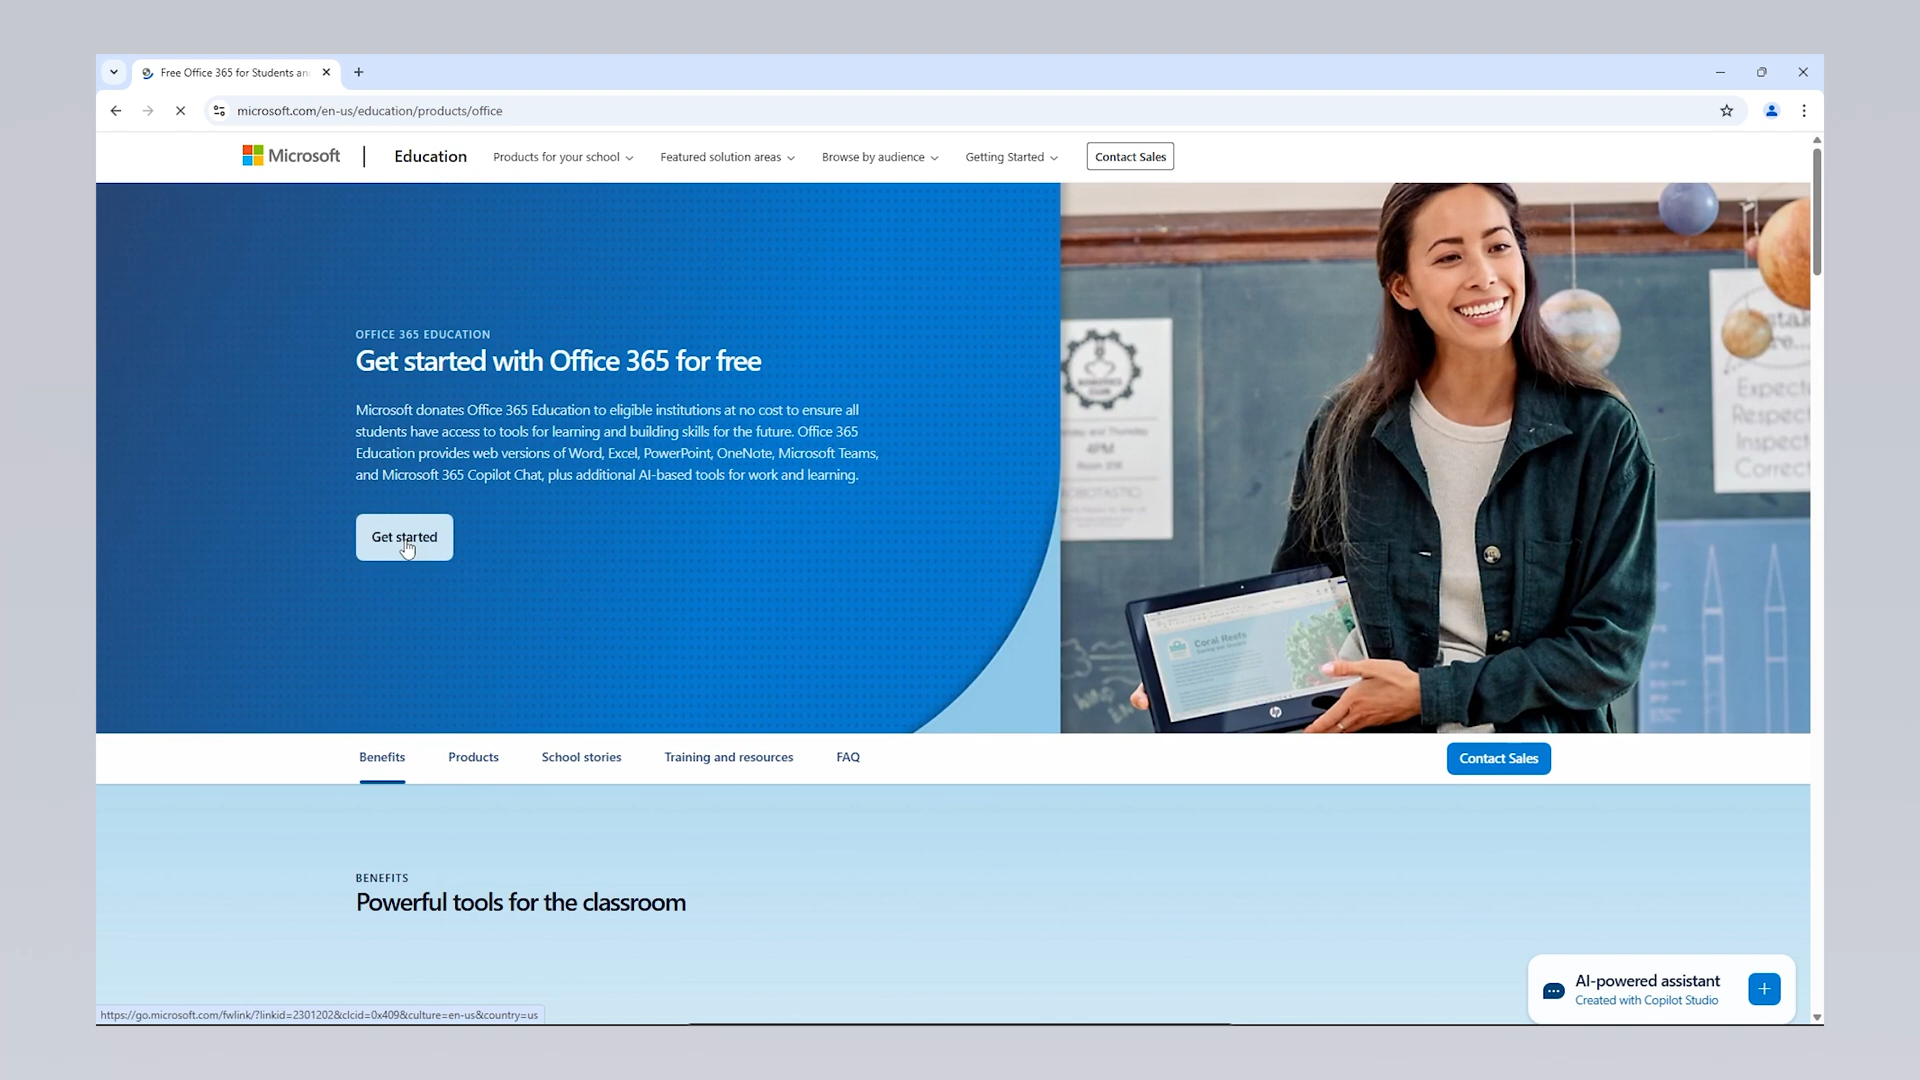 Free Office 365 for Students an
microsoft.com/en-us/education/products/office
Microsoft
Education
Products for your school
Featured solution areas
Browse by audience
Getting Started
Contact Sales
OFFICE 365 EDUCATION
Get started with Office 365 for free
Microsoft donates Office 365 Education to eligible institutions at no cost to ensure all
students have access to tools for learning and building skills for the future. Office 365
Education provides web versions of Word, Excel, PowerPoint, OneNote, Microsoft Teams,
and Microsoft 365 Copilot Chat, plus additional AI-based tools for work and learning.
Get started
4PM
Coral Reefs
hp
Expect
Respec
Inspect
Correc
Benefits
Products
School stories
Training and resources
FAQ
Contact Sales
BENEFITS
Powerful tools for the classroom
AI-powered assistant
Created with Copilot Studio
https://go.microsoft.com/fwlink/?linkid=2301202&clcid=0x409&culture=en-us&country=us